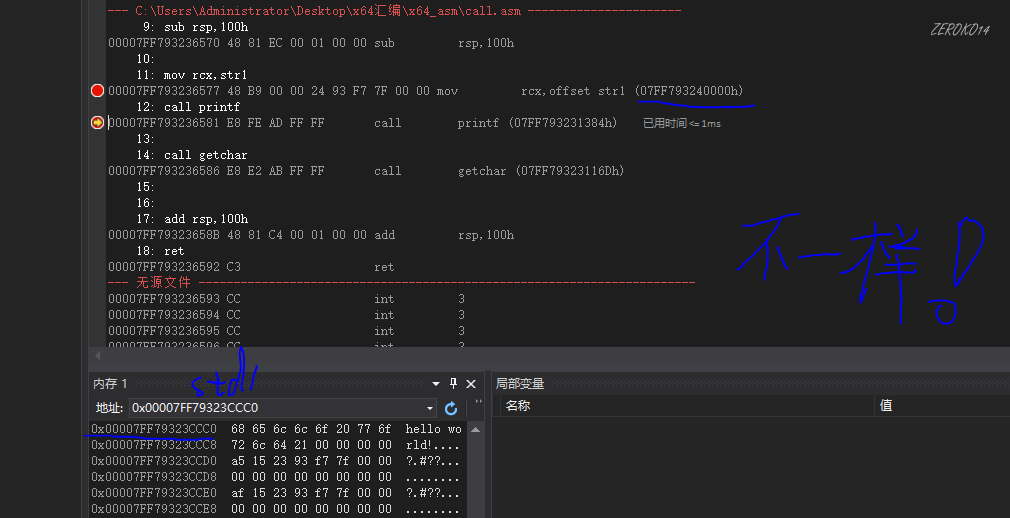 --- C:\Users\Administrator\Desktop\x64汇编\x64_asm\call.asm ----------------------
ZEROKO14
9: sub rsp,100h
00007FF793236570 48 81 EC 00 01 00 00 sub rsp,100h
10:
11: mov rcx,str1
00007FF793236577 48 B9 00 00 24 93 F7 7F 00 00 mov rcx,offset str1 (07FF793240000h)
12: call printf
00007FF793236581 E8 FE AD FF FF call printf (07FF793231384h) 已用时间 <= 1ms
13:
14: call getchar
00007FF793236586 E8 E2 AB FF FF call getchar (07FF79323116Dh)
15:
16:
17: add rsp,100h
00007FF79323658B 48 81 C4 00 01 00 00 add rsp,100h
18: ret
00007FF793236592 C3 ret
不一样。!
--- 无源文件 -----------------------------------------------------------------------
00007FF793236593 CC int 3
00007FF793236594 CC int 3
00007FF793236595 CC int 3
00007FF793236596 CC int 3
内存 1
地址: 0x00007FF79323CCC0
0x00007FF79323CCC0 68 65 6c 6c 6f 20 77 6f hello wo
0x00007FF79323CCC8 72 6c 64 21 00 00 00 00 rld!....
0x00007FF79323CCD0 a5 15 23 93 f7 7f 00 00 ?.#??...
0x00007FF79323CCD8 00 00 00 00 00 00 00 00 ........
0x00007FF79323CCE0 af 15 23 93 f7 7f 00 00 ?.#??...
0x00007FF79323CCE8 00 00 00 00 00 00 00 00 ........
局部变量
名称 值